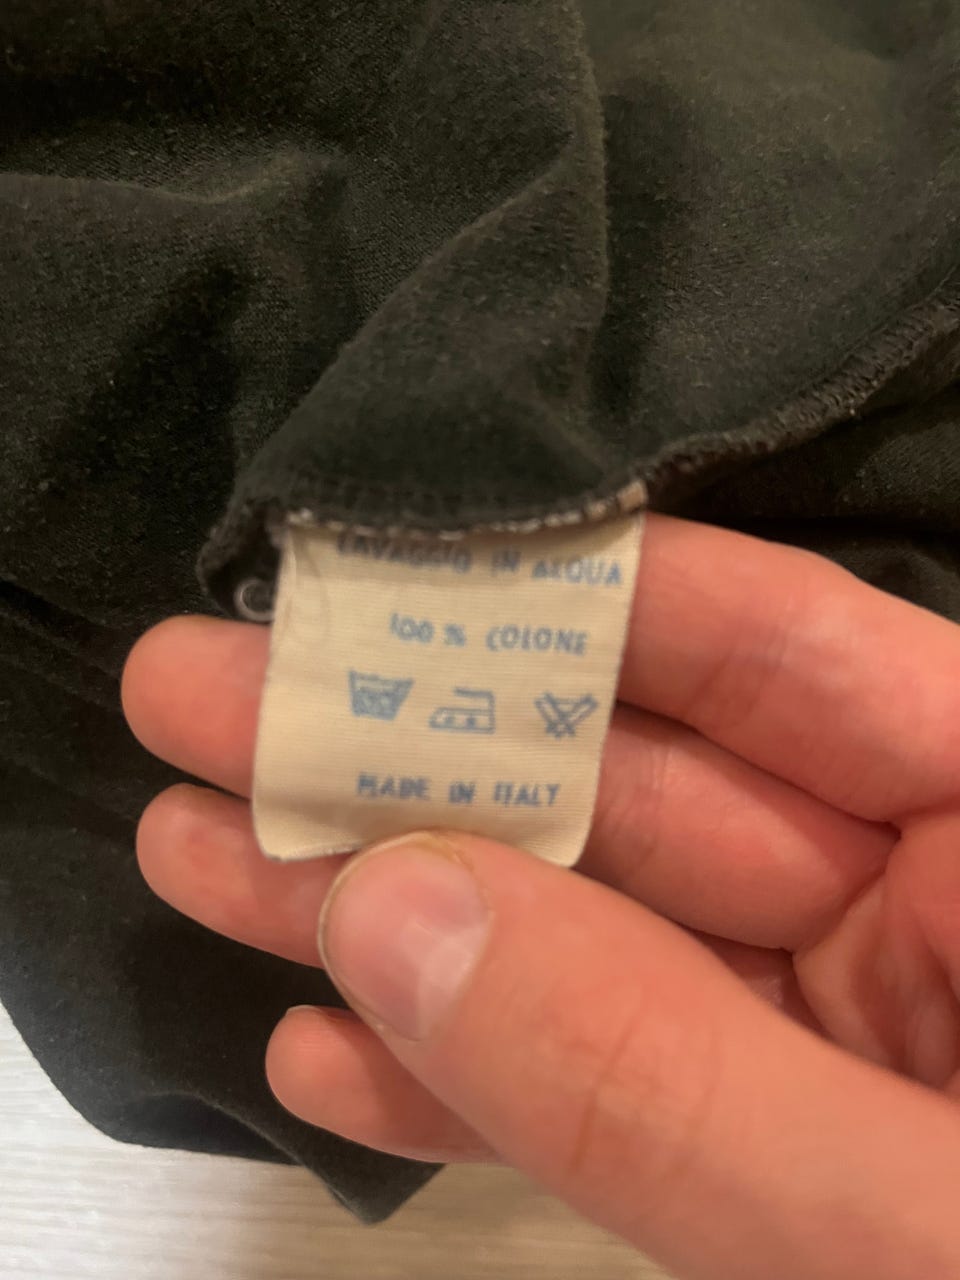 LAVAGGIO IN ACQUA
100 % COTONE
MADE IN ITALY